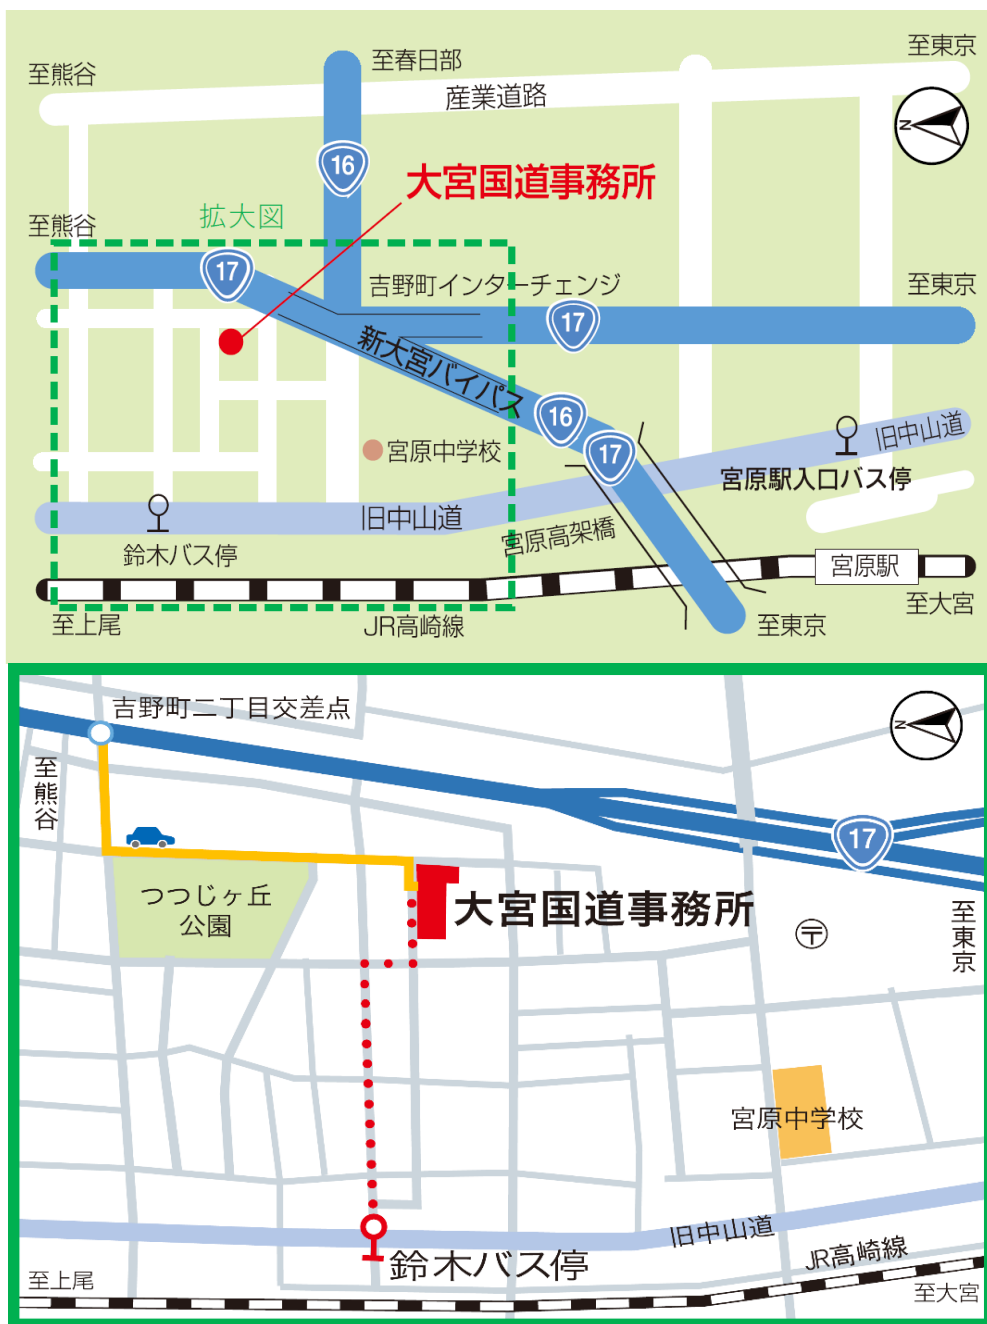 至東京
至春日部
至熊谷
産業道路
N
16
大宮国道事務所
拡大図
至熊谷
17
吉野町インターチェンジ
至東京
17
新大宮バイパス
16
旧中山道
17
宮原中学校
宮原駅入口バス停
旧中山道
宮原高架橋
鈴木バス停
宮原駅
至大宮
至上尾
JR高崎線
至東京
吉野町二丁目交差点
N
至熊谷
17
つつじヶ丘
公園
大宮国道事務所
〒
至東京
宮原中学校
旧中山道
鈴木バス停
JR高崎線
至上尾
至大宮